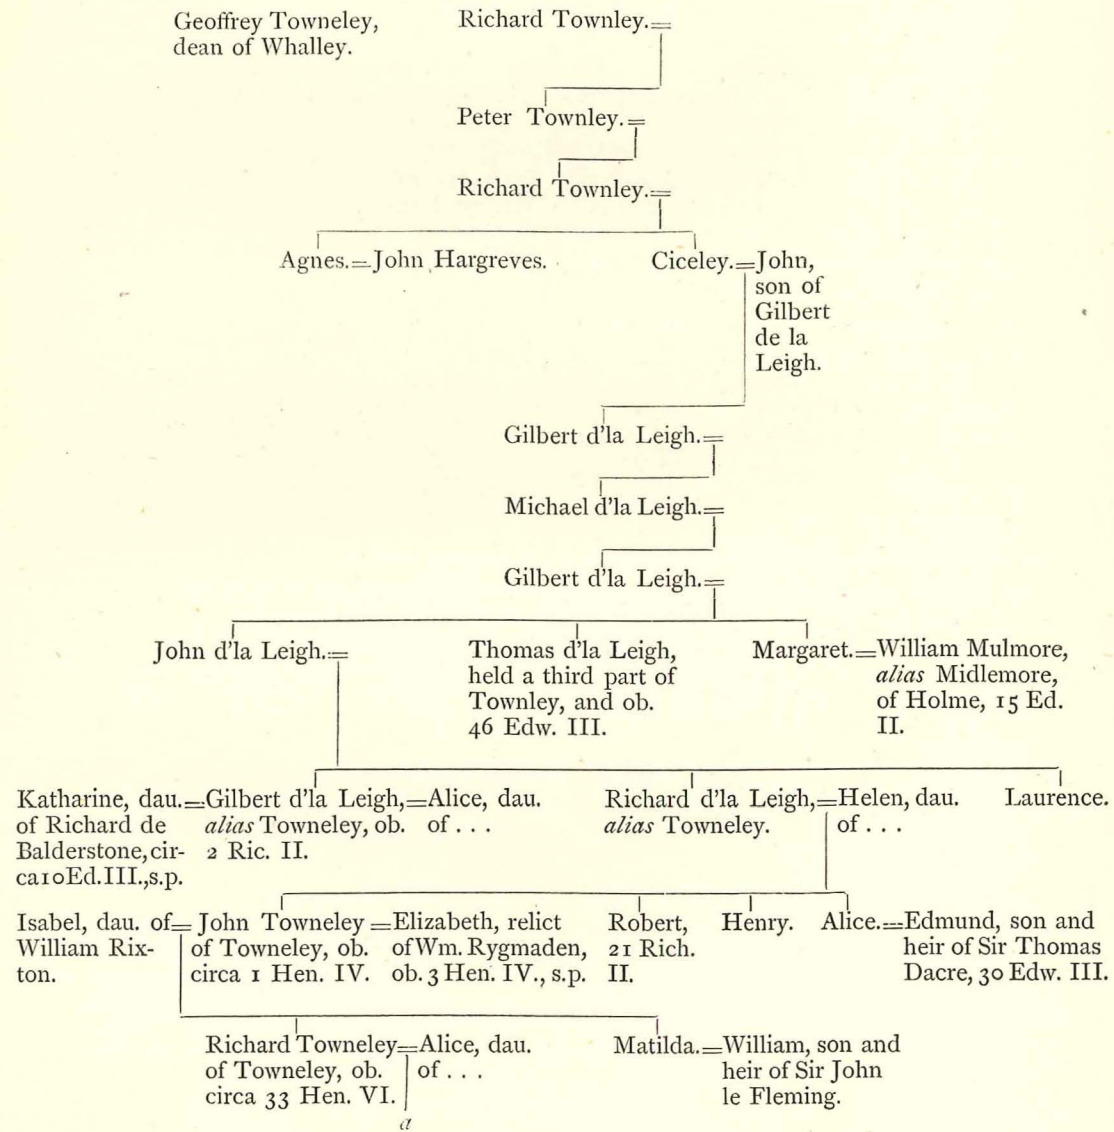 Geoffrey Towneley,
dean of Whalley.
Richard Townley.=
Peter Townley.=
Richard Townley.=
Agnes.=John Hargreves.
Ciceley.=John,
son of
Gilbert
de la
Leigh.
Gilbert d'la Leigh.=
Michael d'la Leigh.=
Gilbert d'la Leigh.=
John d'la Leigh.=
Thomas d'la Leigh,
held a third part of
Townley, and ob.
46 Edw. III.
Margaret.=William Mulmore,
alias Midlemore,
of Holme, 15 Ed.
II.
Katharine, dau.=
of Richard de
Balderstone, cir-
ca 10 Ed. III., s.p.
Gilbert d'la Leigh,=
alias Towneley, ob.
2 Ric. II.
Alice, dau.
of . . .
Richard d'la Leigh,=
alias Towneley.
Helen, dau.
of . . .
Laurence.
Isabel, dau. of=
William Rix-
ton.
John Towneley=
of Towneley, ob.
circa 1 Hen. IV.
Elizabeth, relict
of Wm. Rygmaden,
ob. 3 Hen. IV., s.p.
Robert,
21 Rich.
II.
Henry.
Alice.=Edmund, son and
heir of Sir Thomas
Dacre, 30 Edw. III.
Richard Towneley=
of Towneley, ob.
circa 33 Hen. VI.
Alice, dau.
of . . .
Matilda.=William, son and
heir of Sir John
le Fleming.
a